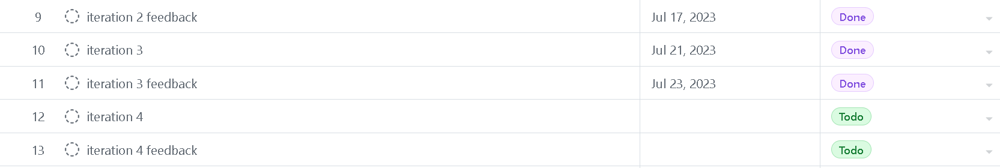 9 iteration 2 feedback Jul 17, 2023 Done
10 iteration 3 Jul 21, 2023 Done
11 iteration 3 feedback Jul 23, 2023 Done
12 iteration 4 Todo
13 iteration 4 feedback Todo